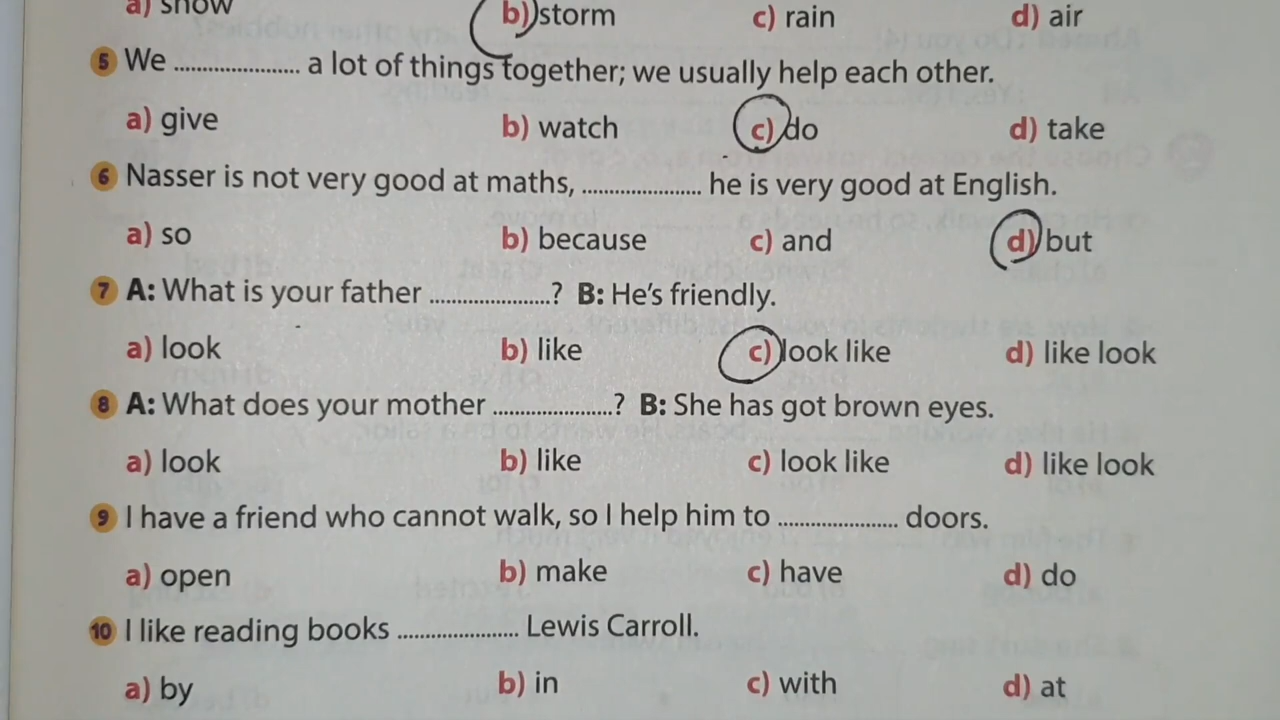 a) snow b) storm c) rain d) air
5 We ...................... a lot of things together; we usually help each other.
a) give b) watch c) do d) take
6 Nasser is not very good at maths, ..................... he is very good at English.
a) so b) because c) and d) but
7 A: What is your father .....................? B: He's friendly.
a) look b) like c) look like d) like look
8 A: What does your mother .....................? B: She has got brown eyes.
a) look b) like c) look like d) like look
9 I have a friend who cannot walk, so I help him to ..................... doors.
a) open b) make c) have d) do
10 I like reading books ..................... Lewis Carroll.
a) by b) in c) with d) at